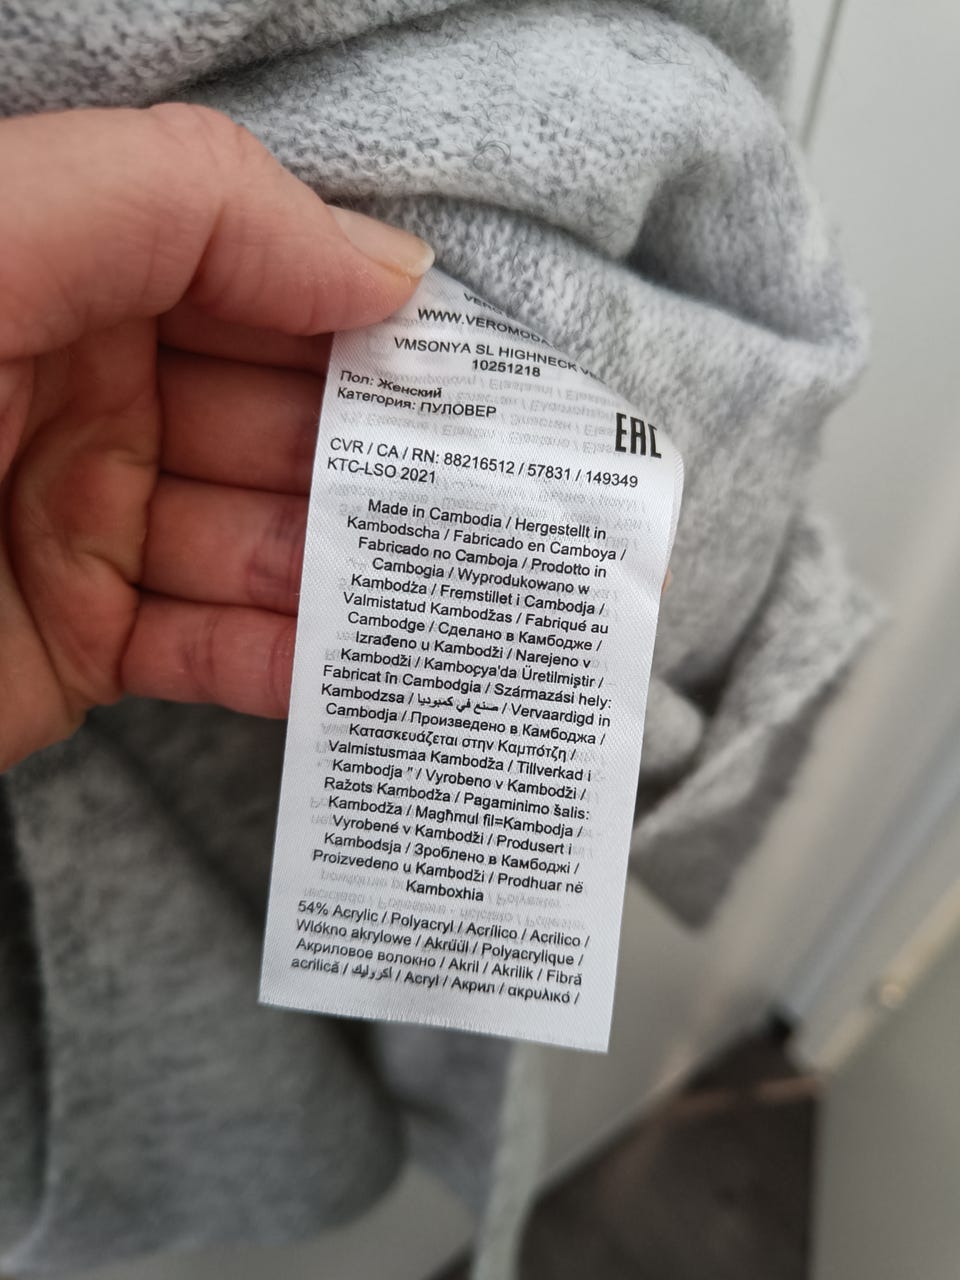 WWW.VEROMODA.
VMSONYA SL HIGHNECK
10251218
Пол: Женский
Категория: ПУЛОВЕР
EAC
CVR / CA / RN: 88216512 / 57831 / 149349
KTC-LSO 2021
Made in Cambodia / Hergestellt in
Kambodscha / Fabricado en Camboya /
Fabricado no Camboja / Prodotto in
Cambogia / Wyprodukowano w
Kambodża / Fremstillet i Cambodja /
Valmistatud Kambodžas / Fabriqué au
Cambodge / Сделано в Камбодже /
Izrađeno u Kambodži / Narejeno v
Kambodži / Kamboçya'da Üretilmiştir /
Fabricat în Cambodgia / Származási hely:
Kambodzsa / صنع في كمبوديا / Vervaardigd in
Cambodja / Произведено в Камбоджа /
Κατασκευάζεται στην Καμπότζη /
Valmistusmaa Kambodža / Tillverkad i
Kambodja " / Vyrobeno v Kambodži /
Ražots Kambodža / Pagaminimo šalis:
Kambodža / Magħmul fil=Kambodja /
Vyrobené v Kambodži / Produsert i
Kambodsja / Зроблено в Камбоджі /
Proizvedeno u Kambodži / Prodhuar në
Kamboxhia
54% Acrylic / Polyacryl / Acrílico / Acrilico /
Włókno akrylowe / Akrüül / Polyacrylique /
Акриловое волокно / Akril / Akrilik / Fibră
acrilică / أكروليك / Acryl / Акрил / ακρυλικό /